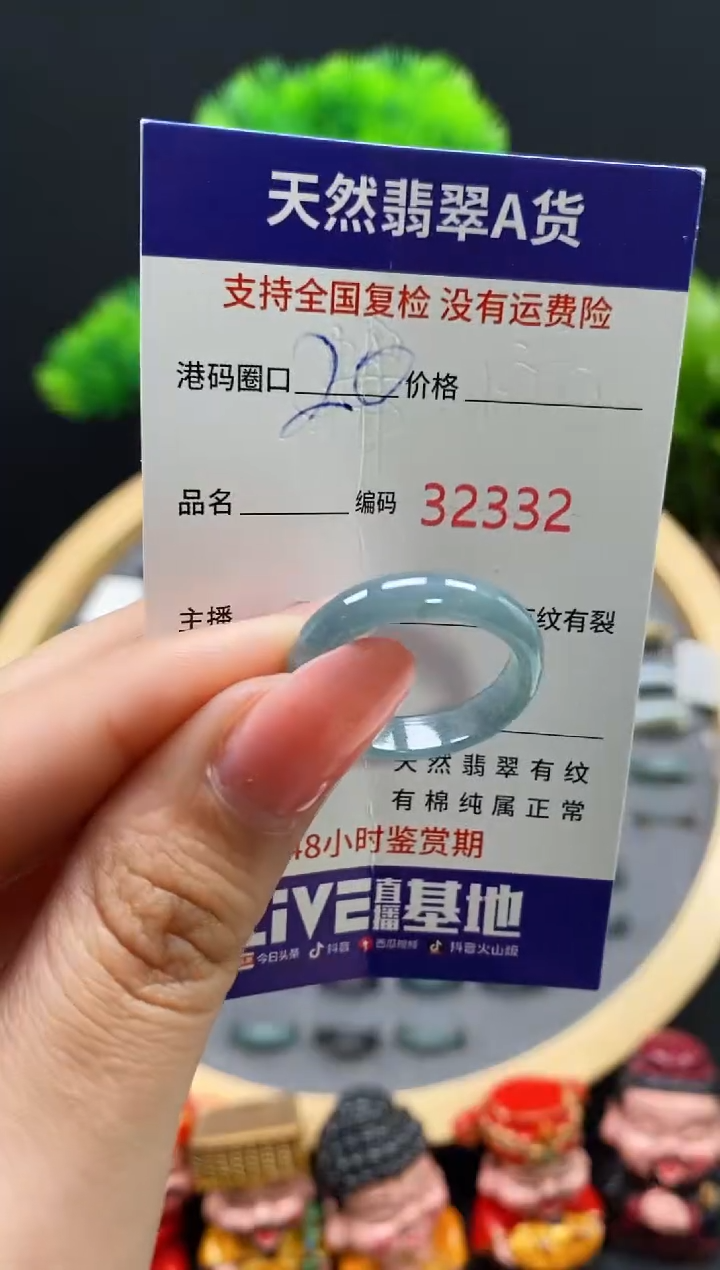 天然翡翠A货
支持全国复检 没有运费险
港码圈口 20 价格
品名 编码 32332
主播 纹有裂
天然翡翠有纹
有棉纯属正常
48小时鉴赏期
LIVE直播基地
今日头条 抖音 西瓜视频 抖音火山版